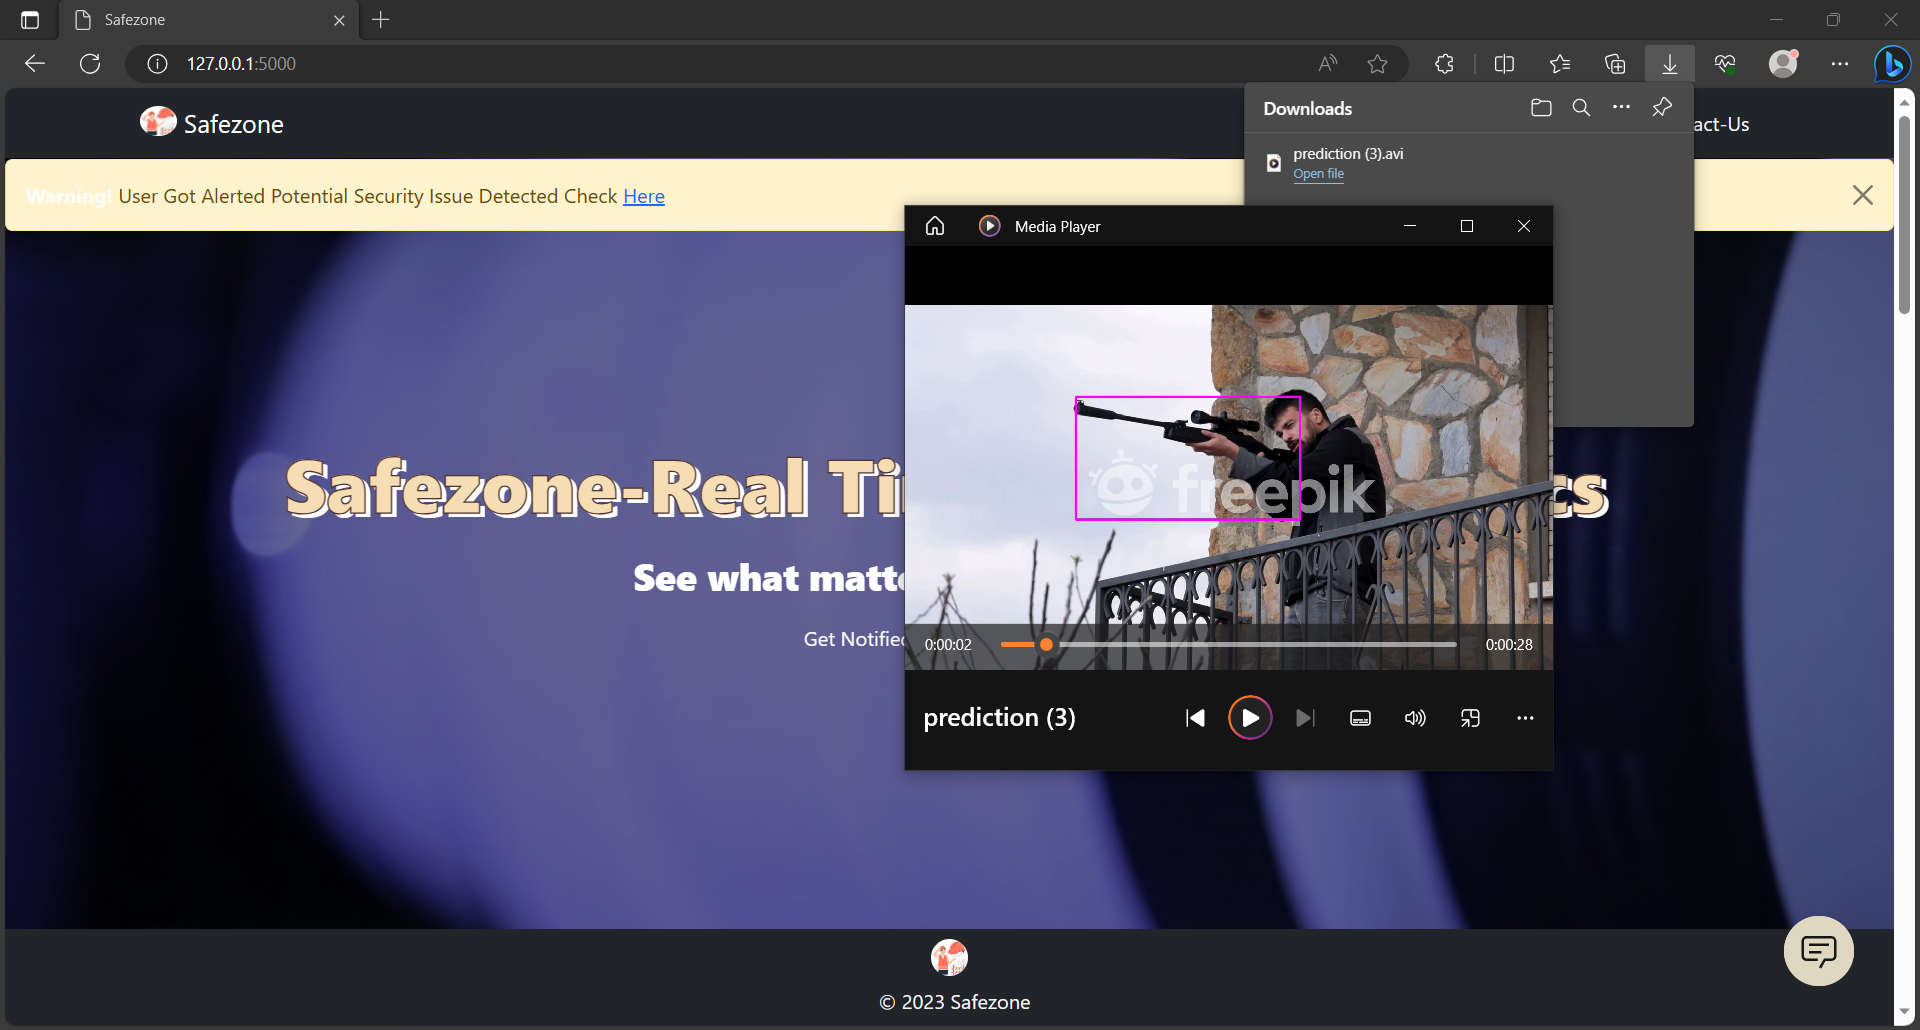 Safezone
127.0.0.1:5000
Safezone
act-Us
Downloads
prediction (3).avi
Open file
Warning! User Got Alerted Potential Security Issue Detected Check Here
Media Player
freepik
Safezone-Real Ti
cs
See what matt
Get Notifie
0:00:02
0:00:28
prediction (3)
© 2023 Safezone